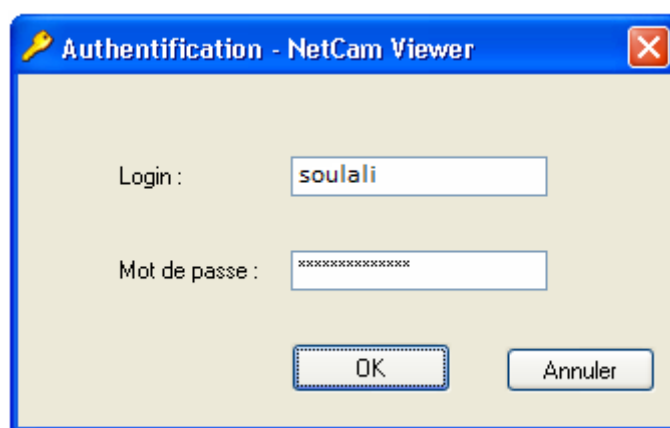 Authentification - NetCam Viewer
Login : soulali
Mot de passe : **************
OK Annuler